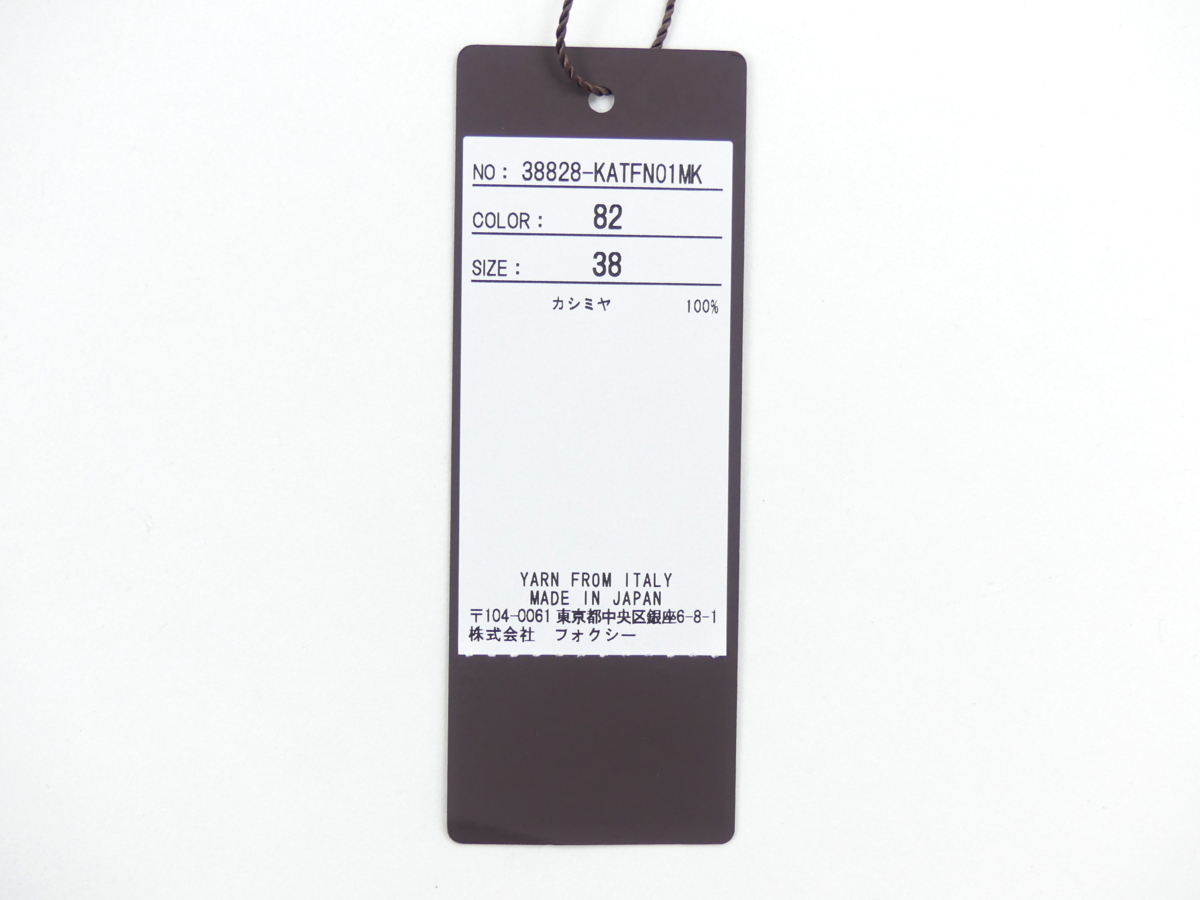 NO: 38828-KATFN01MK
COLOR: 82
SIZE: 38
カシミヤ 100%
YARN FROM ITALY
MADE IN JAPAN
〒104-0061 東京都中央区銀座6-8-1
株式会社 フォクシー